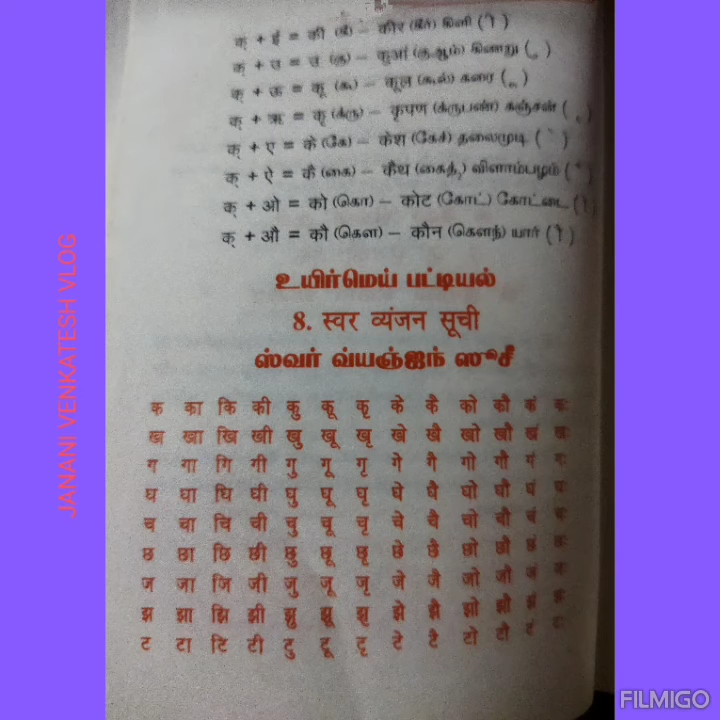 क् + ई = की (கீ) – कीर (கீர்) கிளி ( ी )
क् + उ = उ (கு) – कुआं (குஆம்) கிணறு ( ु )
क् + ऊ = कू (கூ) – कूल (கூல்) கரை ( ू )
क् + ऋ = कृ (க்ரு) – कृपण (க்ருபண்) கஞ்சன் ( ृ
क् + ए = के (கே) – केश (கேச்) தலைமுடி ( े )
क् + ऐ = कै (கை) – कैथ (கைத்) விளாம்பழம் ( ै
क् + ओ = को (கொ) – कोट (கோட்) கோட்டை ( ो
क् + औ = कौ (கௌ) – कौन (கௌந்) யார் ( ौ )
உயிர்மெய் பட்டியல்
8. स्वर व्यंजन सूची
ஸ்வர் வ்யஞ்ஜந் ஸூசீ
क का कि की कु कू कृ के कै को कौ कं कः
ख खा खि खी खु खू खृ खे खै खो खौ खं खः
ग गा गि गी गु गू गृ गे गै गो गौ गं गः
घ घा घि घी घु घू घृ घे घै घो घौ घं घः
च चा चि ची चु चू चृ चे चै चो चौ चं चः
छ छा छि छी छु छू छृ छे छै छो छौ छं छः
ज जा जि जी जु जू जृ जे जै जो जौ जं जः
झ झा झि झी झु झू झृ झे झै झो झौ झं झः
ट टा टि टी टु टू टृ टे टै टो टौ टं टः
JANANI VENKATESH VLOG
FILMIGO